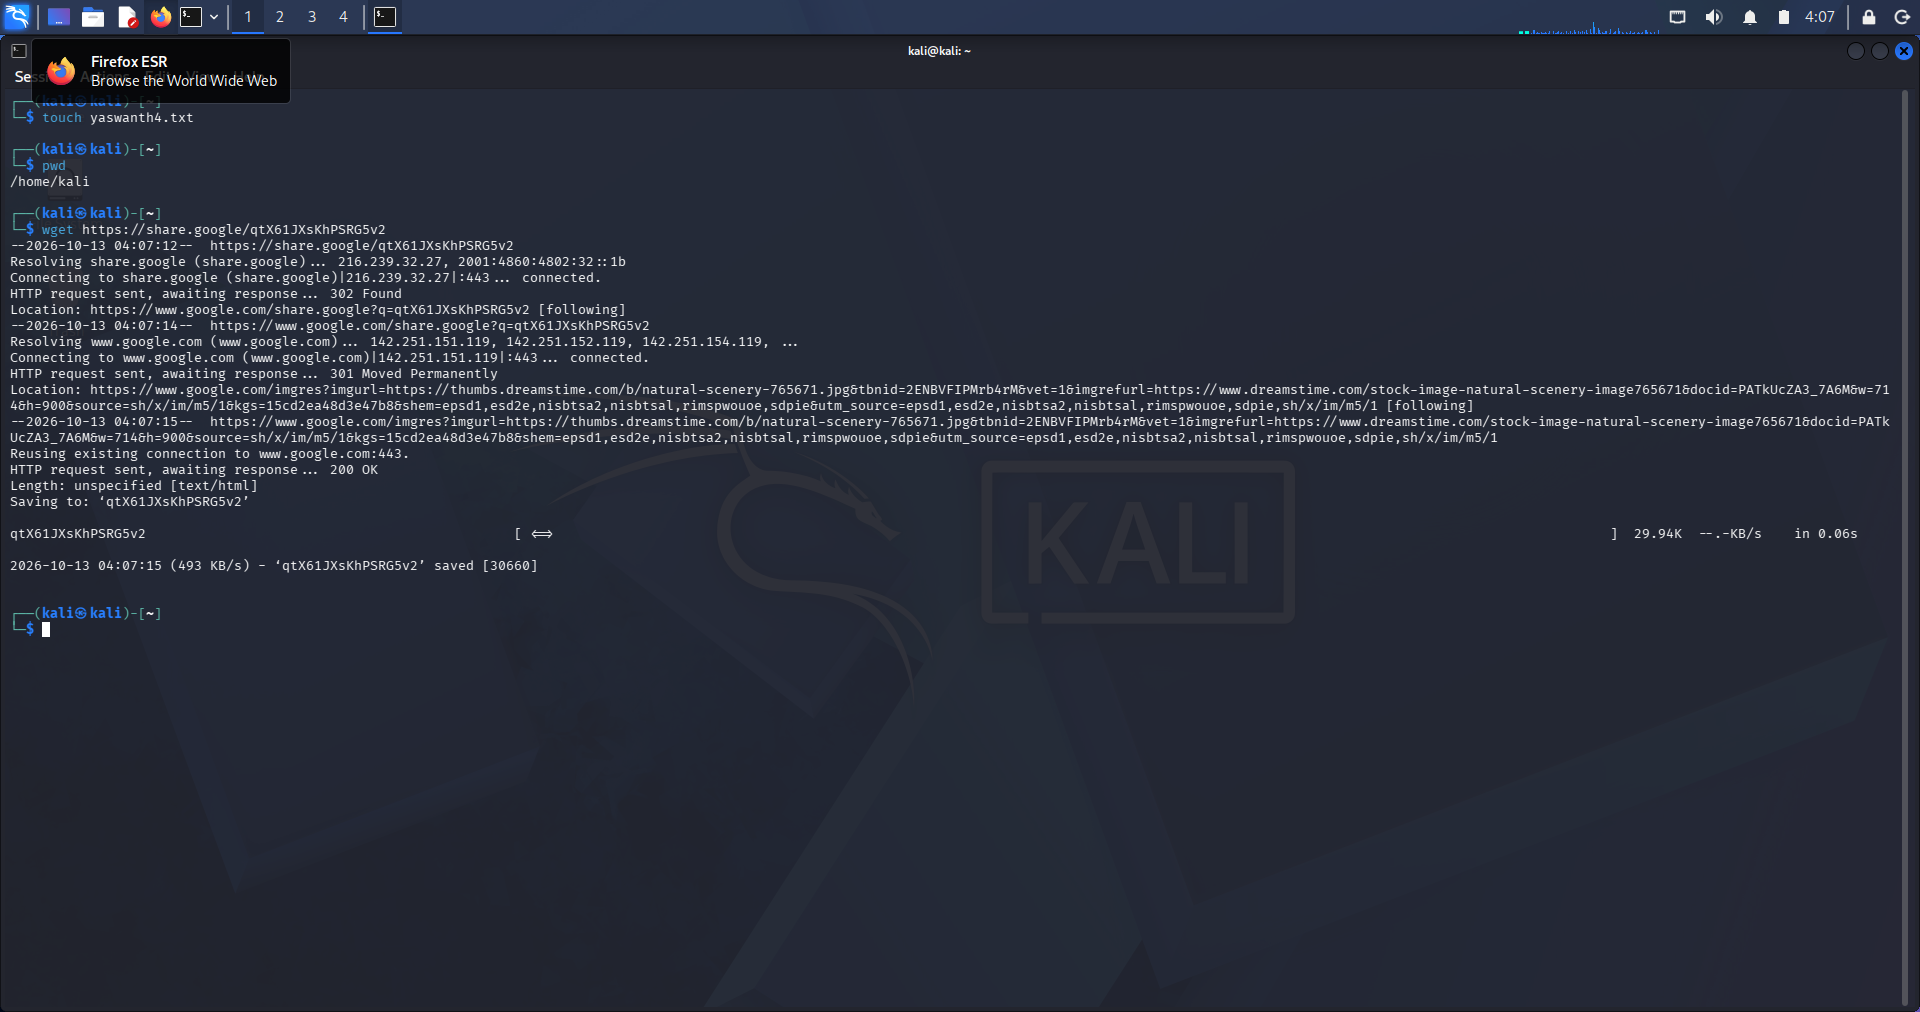 1 2 3 4
4:07
kali@kali: ~
Firefox ESR
Browse the World Wide Web
┌──(kali㉿kali)-[~]
└─$ touch yaswanth4.txt
┌──(kali㉿kali)-[~]
└─$ pwd
/home/kali
┌──(kali㉿kali)-[~]
└─$ wget https://share.google/qtX61JXsKhPSRG5v2
--2026-10-13 04:07:12--  https://share.google/qtX61JXsKhPSRG5v2
Resolving share.google (share.google)... 216.239.32.27, 2001:4860:4802:32::1b
Connecting to share.google (share.google)|216.239.32.27|:443... connected.
HTTP request sent, awaiting response... 302 Found
Location: https://www.google.com/share.google?q=qtX61JXsKhPSRG5v2 [following]
--2026-10-13 04:07:14--  https://www.google.com/share.google?q=qtX61JXsKhPSRG5v2
Resolving www.google.com (www.google.com)... 142.251.151.119, 142.251.152.119, 142.251.154.119, ...
Connecting to www.google.com (www.google.com)|142.251.151.119|:443... connected.
HTTP request sent, awaiting response... 301 Moved Permanently
Location: https://www.google.com/imgres?imgurl=https://thumbs.dreamstime.com/b/natural-scenery-765671.jpg&tbnid=2ENBVFIPMrb4rM&vet=1&imgrefurl=https://www.dreamstime.com/stock-image-natural-scenery-image765671&docid=PATkUcZA3_7A6M&w=71
4&h=900&source=sh/x/im/m5/1&kgs=15cd2ea48d3e47b8&shem=epsd1,esd2e,nisbtsa2,nisbtsal,rimspwouoe,sdpie&utm_source=epsd1,esd2e,nisbtsa2,nisbtsal,rimspwouoe,sdpie,sh/x/im/m5/1 [following]
--2026-10-13 04:07:15--  https://www.google.com/imgres?imgurl=https://thumbs.dreamstime.com/b/natural-scenery-765671.jpg&tbnid=2ENBVFIPMrb4rM&vet=1&imgrefurl=https://www.dreamstime.com/stock-image-natural-scenery-image765671&docid=PATk
UcZA3_7A6M&w=714&h=900&source=sh/x/im/m5/1&kgs=15cd2ea48d3e47b8&shem=epsd1,esd2e,nisbtsa2,nisbtsal,rimspwouoe,sdpie&utm_source=epsd1,esd2e,nisbtsa2,nisbtsal,rimspwouoe,sdpie,sh/x/im/m5/1
Reusing existing connection to www.google.com:443.
HTTP request sent, awaiting response... 200 OK
Length: unspecified [text/html]
Saving to: ‘qtX61JXsKhPSRG5v2’
qtX61JXsKhPSRG5v2 [ <=> ] 29.94K --.-KB/s in 0.06s
2026-10-13 04:07:15 (493 KB/s) - ‘qtX61JXsKhPSRG5v2’ saved [30660]
┌──(kali㉿kali)-[~]
└─$
KALI